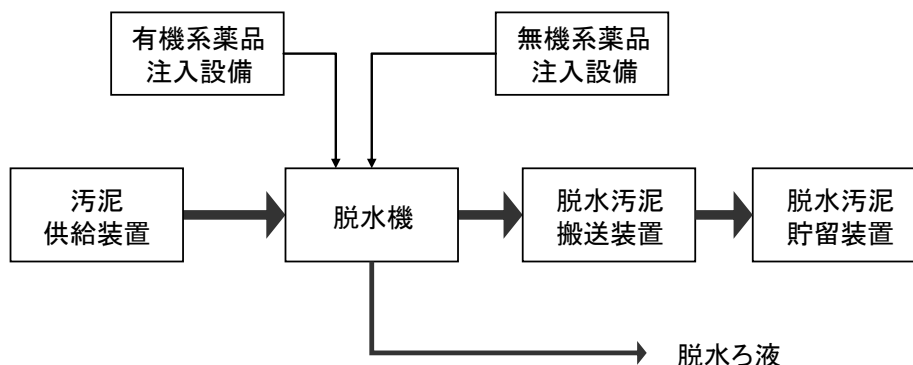 有機系薬品
注入設備
無機系薬品
注入設備
汚泥
供給装置
脱水機
脱水汚泥
搬送装置
脱水汚泥
貯留装置
脱水ろ液